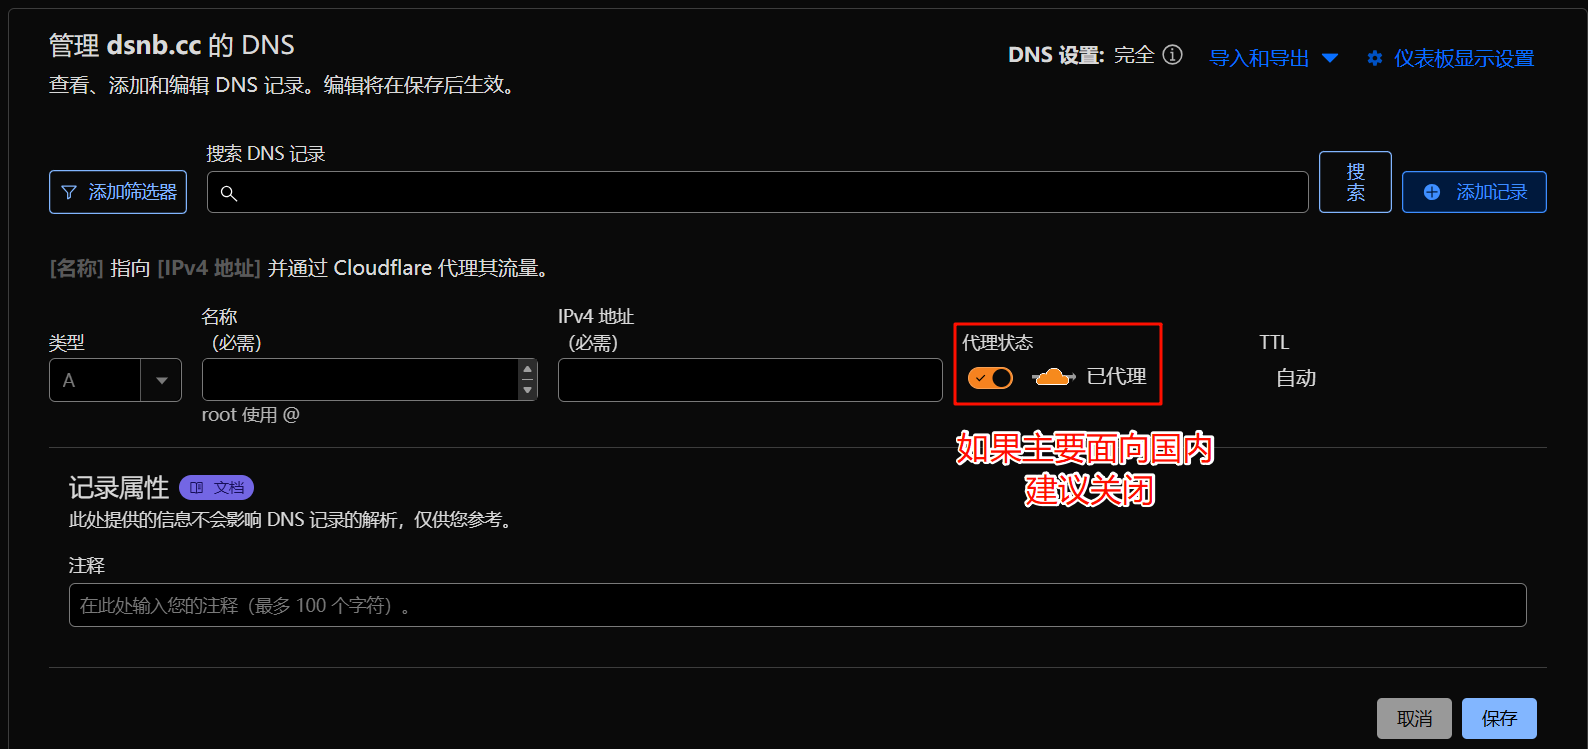 管理 dsnb.cc 的 DNS
查看、添加和编辑 DNS 记录。编辑将在保存后生效。
DNS 设置: 完全
导入和导出
仪表板显示设置
搜索 DNS 记录
添加筛选器
搜
索
添加记录
[名称] 指向 [IPv4 地址] 并通过 Cloudflare 代理其流量。
类型
名称
(必需)
IPv4 地址
(必需)
代理状态
TTL
A
已代理
自动
root 使用 @
如果主要面向国内
建议关闭
记录属性
文档
此处提供的信息不会影响 DNS 记录的解析，仅供您参考。
注释
在此处输入您的注释（最多 100 个字符）。
取消
保存